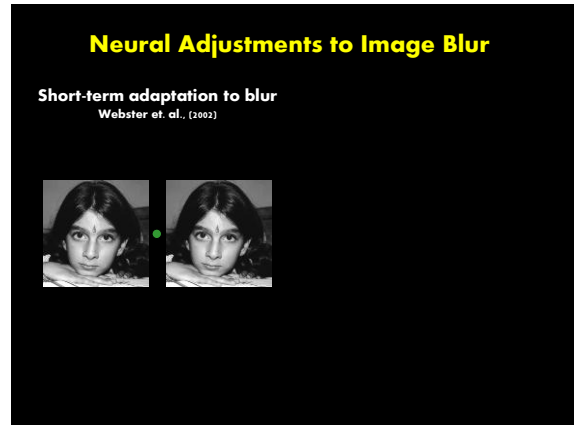 Neural Adjustments to Image Blur
Short-term adaptation to blur
Webster et. al., (2002)